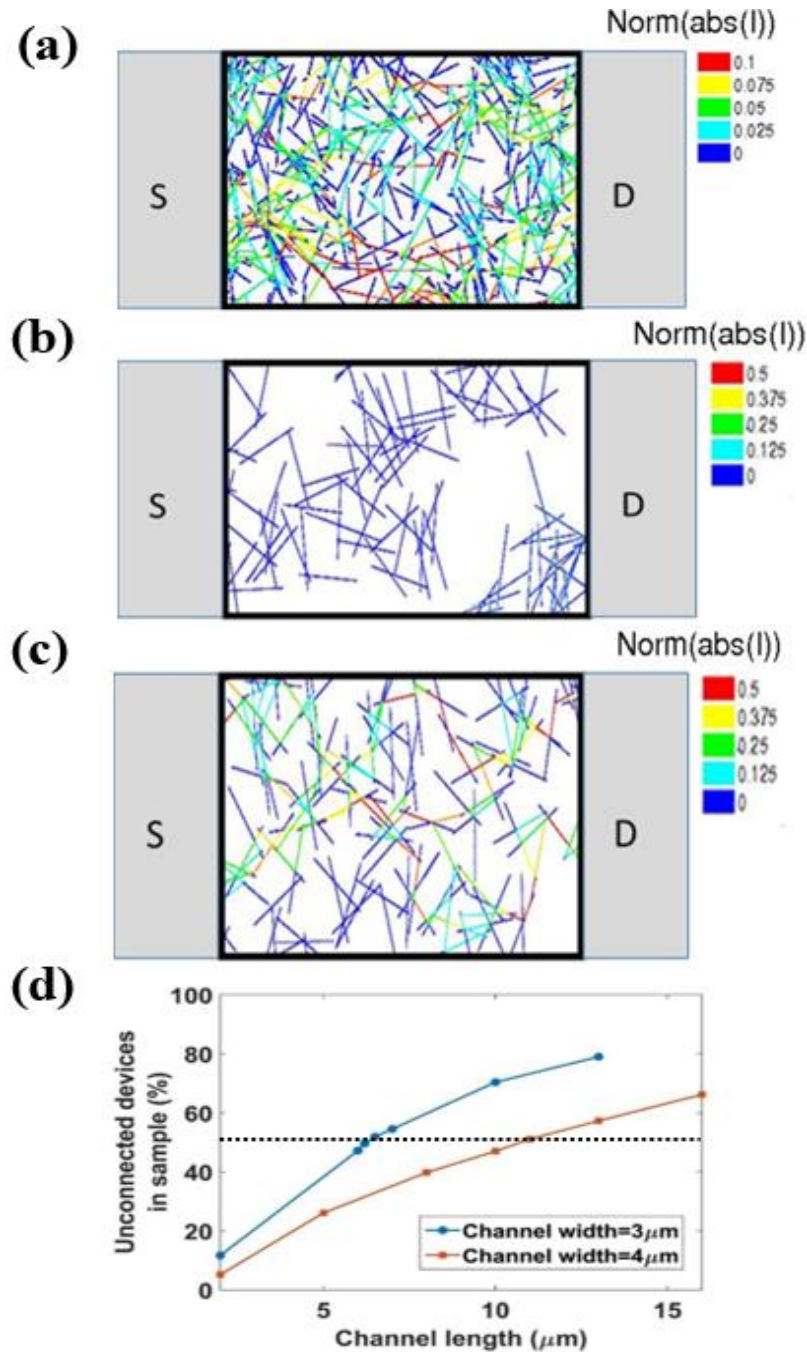 (a)
Norm(abs(I))
0.1
0.075
0.05
0.025
0
S
D
(b)
Norm(abs(I))
0.5
0.375
0.25
0.125
0
S
D
(c)
Norm(abs(I))
0.5
0.375
0.25
0.125
0
S
D
(d)
Unconnected devices
in sample (%)
100
80
60
40
20
0
Channel width=3μm
Channel width=4μm
5 10 15
Channel length (μm)